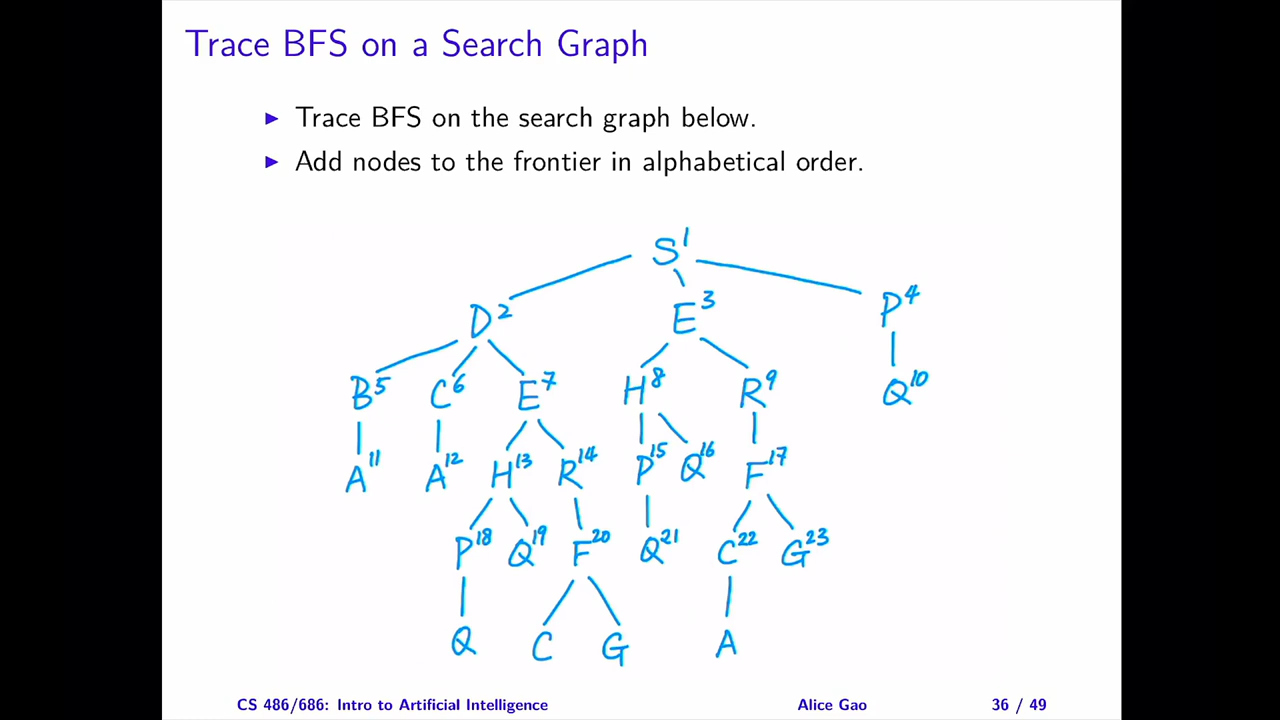 Trace BFS on a Search Graph
Trace BFS on the search graph below.
Add nodes to the frontier in alphabetical order.
S¹
D² E³ P⁴
B⁵ C⁶ E⁷ H⁸ R⁹ Q¹⁰
A¹¹ A¹² H¹³ R¹⁴ P¹⁵ Q¹⁶ F¹⁷
P¹⁸ Q¹⁹ F²⁰ Q²¹ C²² G²³
Q C G A
CS 486/686: Intro to Artificial Intelligence Alice Gao 36 / 49